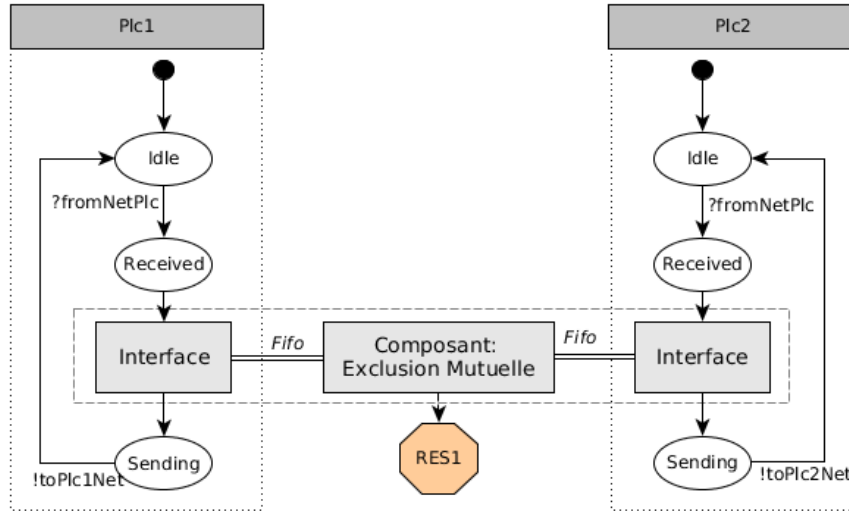 Plc1
Plc2
Idle
Idle
?fromNetPlc
?fromNetPlc
Received
Received
Interface
Fifo
Composant:
Exclusion Mutuelle
Fifo
Interface
Sending
RES1
Sending
!toPlc1Net
!toPlc2Net